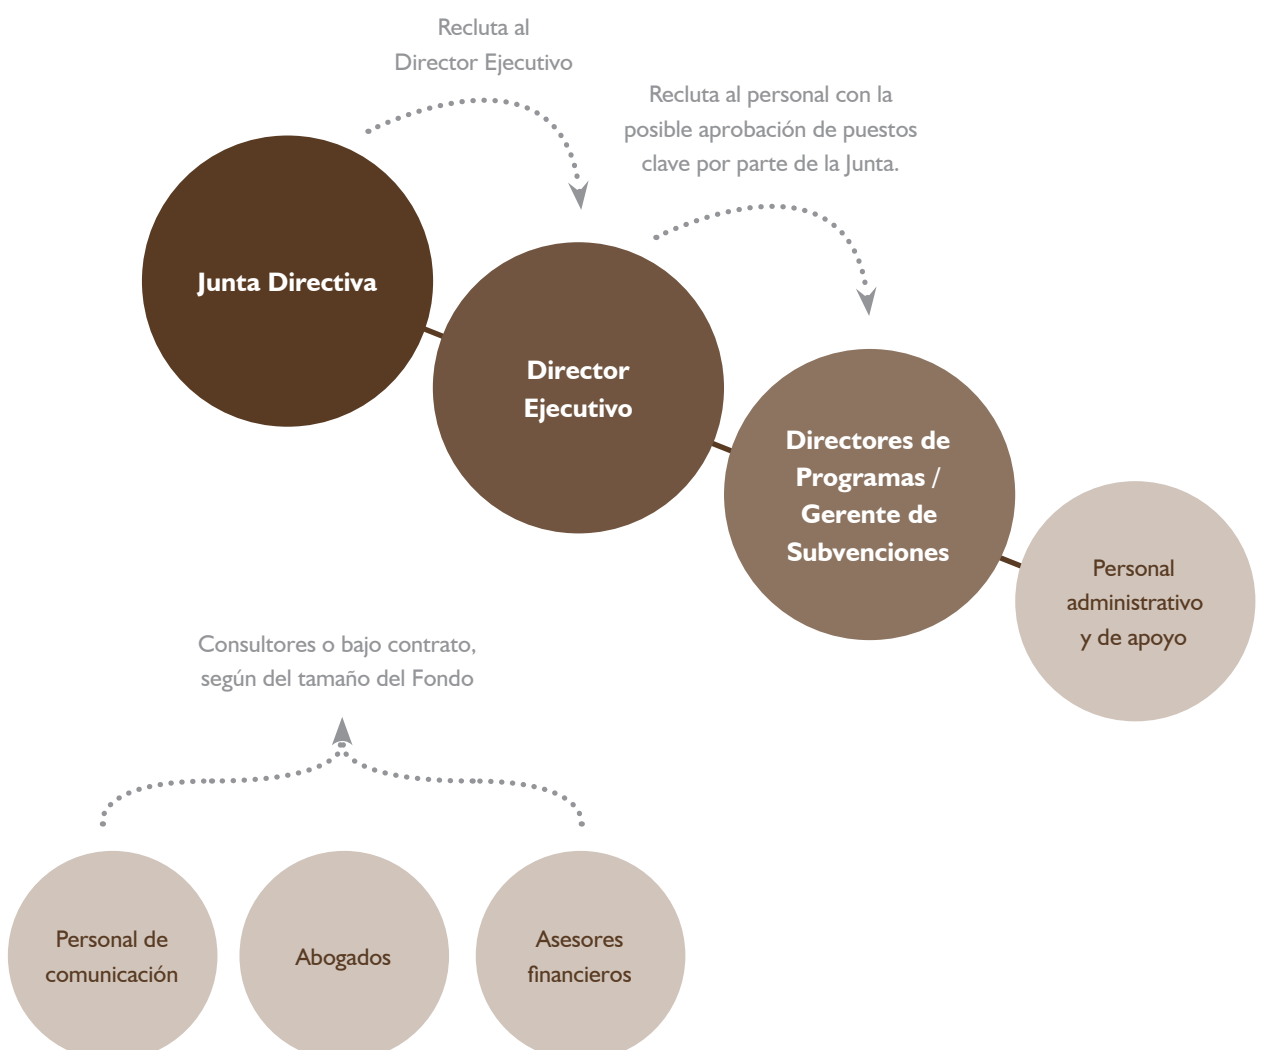 Recluta al
Director Ejecutivo
Recluta al personal con la
posible aprobación de puestos
clave por parte de la Junta.
Junta Directiva
Director
Ejecutivo
Directores de
Programas /
Gerente de
Subvenciones
Personal
administrativo
y de apoyo
Consultores o bajo contrato,
según del tamaño del Fondo
Personal de
comunicación
Abogados
Asesores
financieros